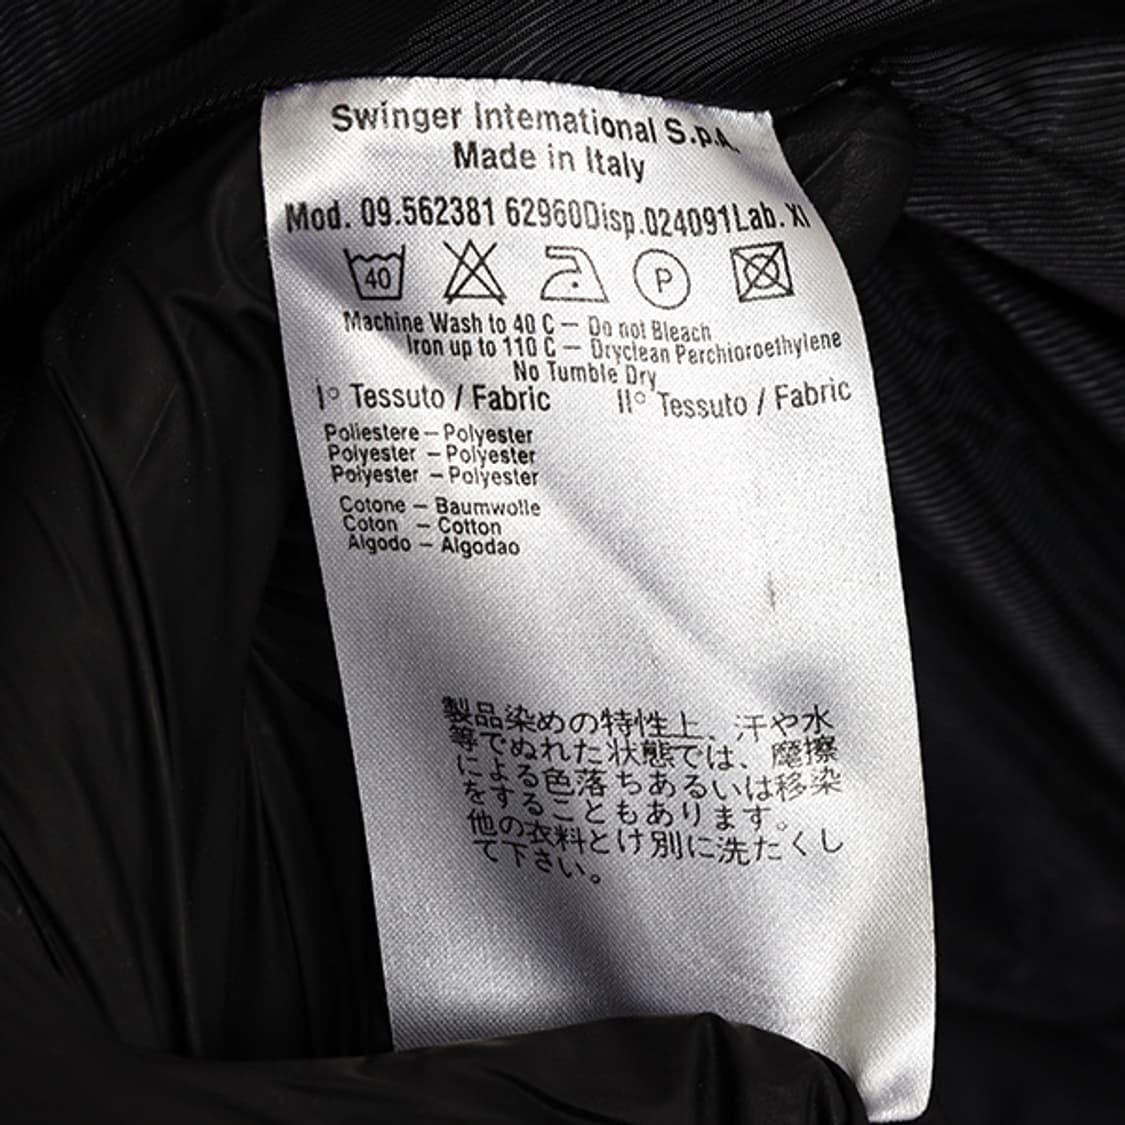 Swinger International S.p.A.
Made in Italy
Mod. 09.562381 62960Disp.024091Lab. XI
40 P
Machine Wash to 40 C – Do not Bleach
Iron up to 110 C – Dryclean Perchioroethylene
No Tumble Dry
I° Tessuto / Fabric II° Tessuto / Fabric
Poliestere – Polyester
Polyester – Polyester
Polyester – Polyester
Cotone – Baumwolle
Coton – Cotton
Algodo – Algodao
製品染めの特性上、汗や水
等でぬれた状態では、磨擦
による色落ちあるいは移染
をすることもあります。
他の衣料とけ別に洗たくし
て下さい。